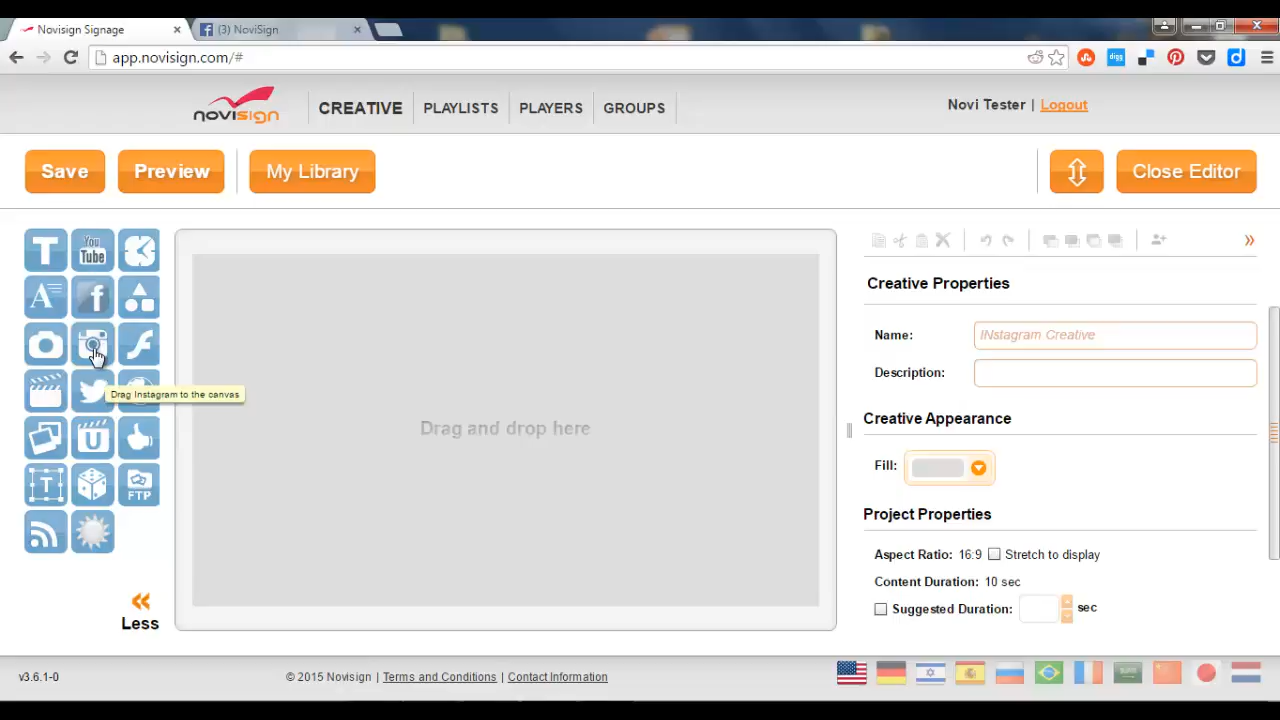 Novisign Signage
(3) NoviSign
app.novisign.com/#
digg
novisign
CREATIVE
PLAYLISTS
PLAYERS
GROUPS
Novi Tester | Logout
Save
Preview
My Library
Close Editor
T
You Tube
A
f
U
T
FTP
Drag Instagram to the canvas
Less
Drag and drop here
Creative Properties
Name: INstagram Creative
Description:
Creative Appearance
Fill:
Project Properties
Aspect Ratio: 16:9 Stretch to display
Content Duration: 10 sec
Suggested Duration: sec
v3.6.1-0
© 2015 Novisign | Terms and Conditions | Contact Information